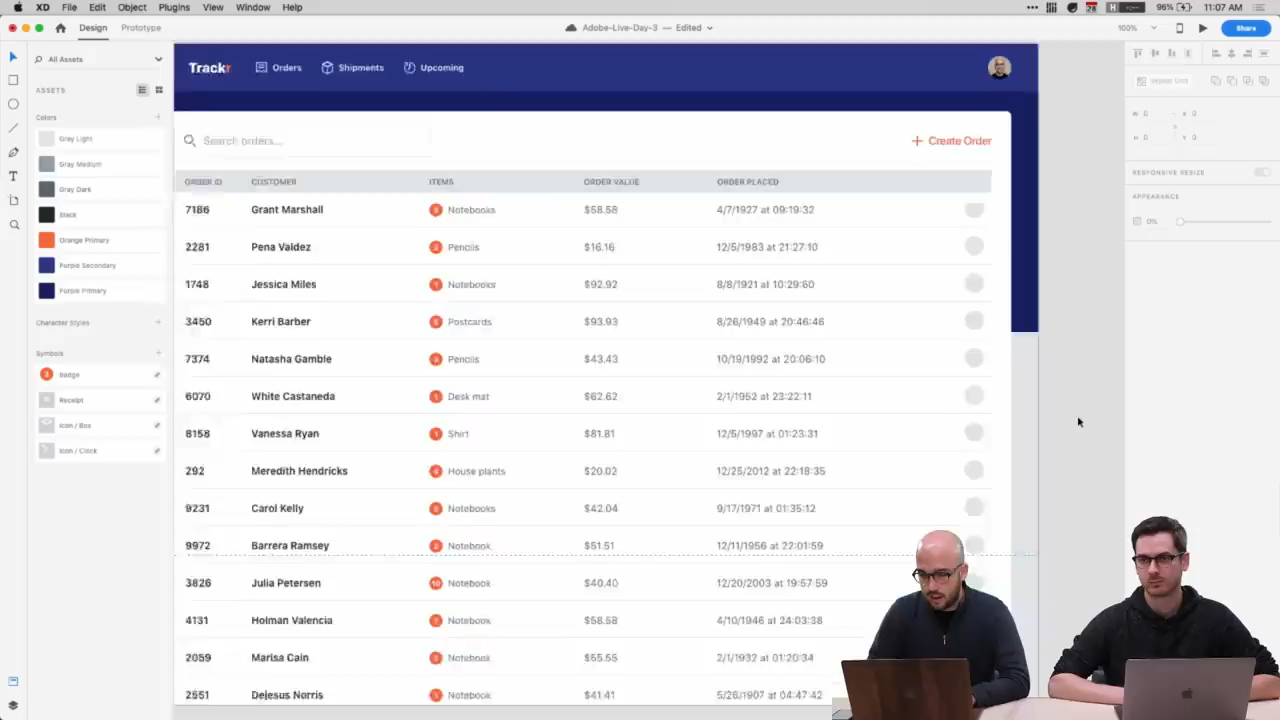 XD File Edit Object Plugins View Window Help 96% 11:07 AM
Design Prototype Adobe-Live-Day-3 — Edited 100% Share
All Assets
ASSETS
Colors
Gray Light
Gray Medium
Gray Dark
Black
Orange Primary
Purple Secondary
Purple Primary
Character Styles
Symbols
Badge
Receipt
Icon / Box
Icon / Clock
Trackr Orders Shipments Upcoming
Search orders...
+ Create Order
ORDER ID CUSTOMER ITEMS ORDER VALUE ORDER PLACED
7186 Grant Marshall Notebooks $58.58 4/7/1927 at 09:19:32
2281 Pena Valdez Pencils $16.16 12/5/1983 at 21:27:10
1748 Jessica Miles Notebooks $92.92 8/8/1921 at 10:29:60
3450 Kerri Barber Postcards $93.93 8/26/1949 at 20:46:46
7374 Natasha Gamble Pencils $43.43 10/19/1992 at 20:06:10
6070 White Castaneda 1 Desk mat $62.62 2/1/1952 at 23:22:11
8158 Vanessa Ryan 1 Shirt $81.81 12/5/1997 at 01:23:31
292 Meredith Hendricks 4 House plants $20.02 12/25/2012 at 22:18:35
9231 Carol Kelly Notebooks $42.04 9/17/1971 at 01:35:12
9972 Barrera Ramsey Notebook $51.51 12/11/1956 at 22:01:59
3826 Julia Petersen 10 Notebook $40.40 12/20/2003 at 19:57:59
4131 Holman Valencia Notebook $58.58 4/10/1946 at 24:03:38
2059 Marisa Cain Notebook $55.55 2/1/1932 at 01:20:34
2551 Dejesus Norris Notebook $41.41 5/26/1907 at 04:47:42
Repeat Grid
W 0 X 0
H 0 Y 0
RESPONSIVE RESIZE
APPEARANCE
0%